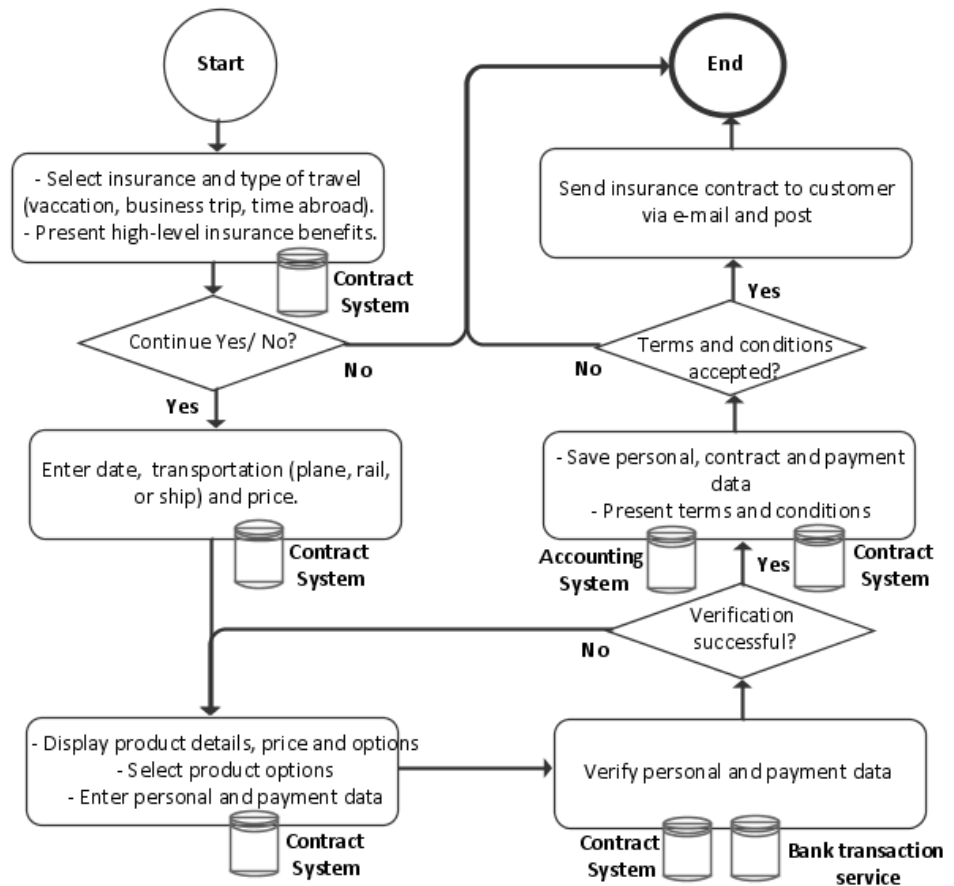 Start
End
- Select insurance and type of travel
(vaccation, business trip, time abroad).
- Present high-level insurance benefits.
Contract
System
Send insurance contract to customer
via e-mail and post
Yes
Continue Yes/ No?
No
Terms and conditions
accepted?
No
Yes
Enter date, transportation (plane, rail,
or ship) and price.
Contract
System
- Save personal, contract and payment
data
- Present terms and conditions
Accounting
System
Yes
Contract
System
Verification
successful?
No
- Display product details, price and options
- Select product options
- Enter personal and payment data
Contract
System
Verify personal and payment data
Contract
System
Bank transaction
service